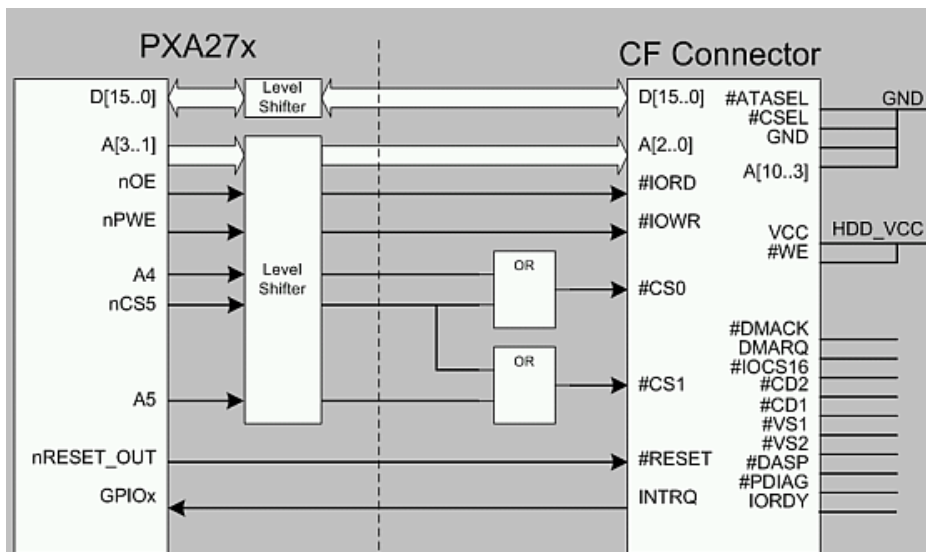 PXA27x
CF Connector
D[15..0]
Level
Shifter
D[15..0]
#ATASEL
GND
#CSEL
GND
A[3..1]
A[2..0]
A[10..3]
nOE
#IORD
nPWE
#IOWR
VCC
HDD_VCC
#WE
A4
Level
Shifter
OR
nCS5
#CS0
#DMACK
DMARQ
#IOCS16
OR
#CD2
#CS1
A5
#CD1
#VS1
#VS2
nRESET_OUT
#RESET
#DASP
#PDIAG
GPIOx
INTRQ
IORDY